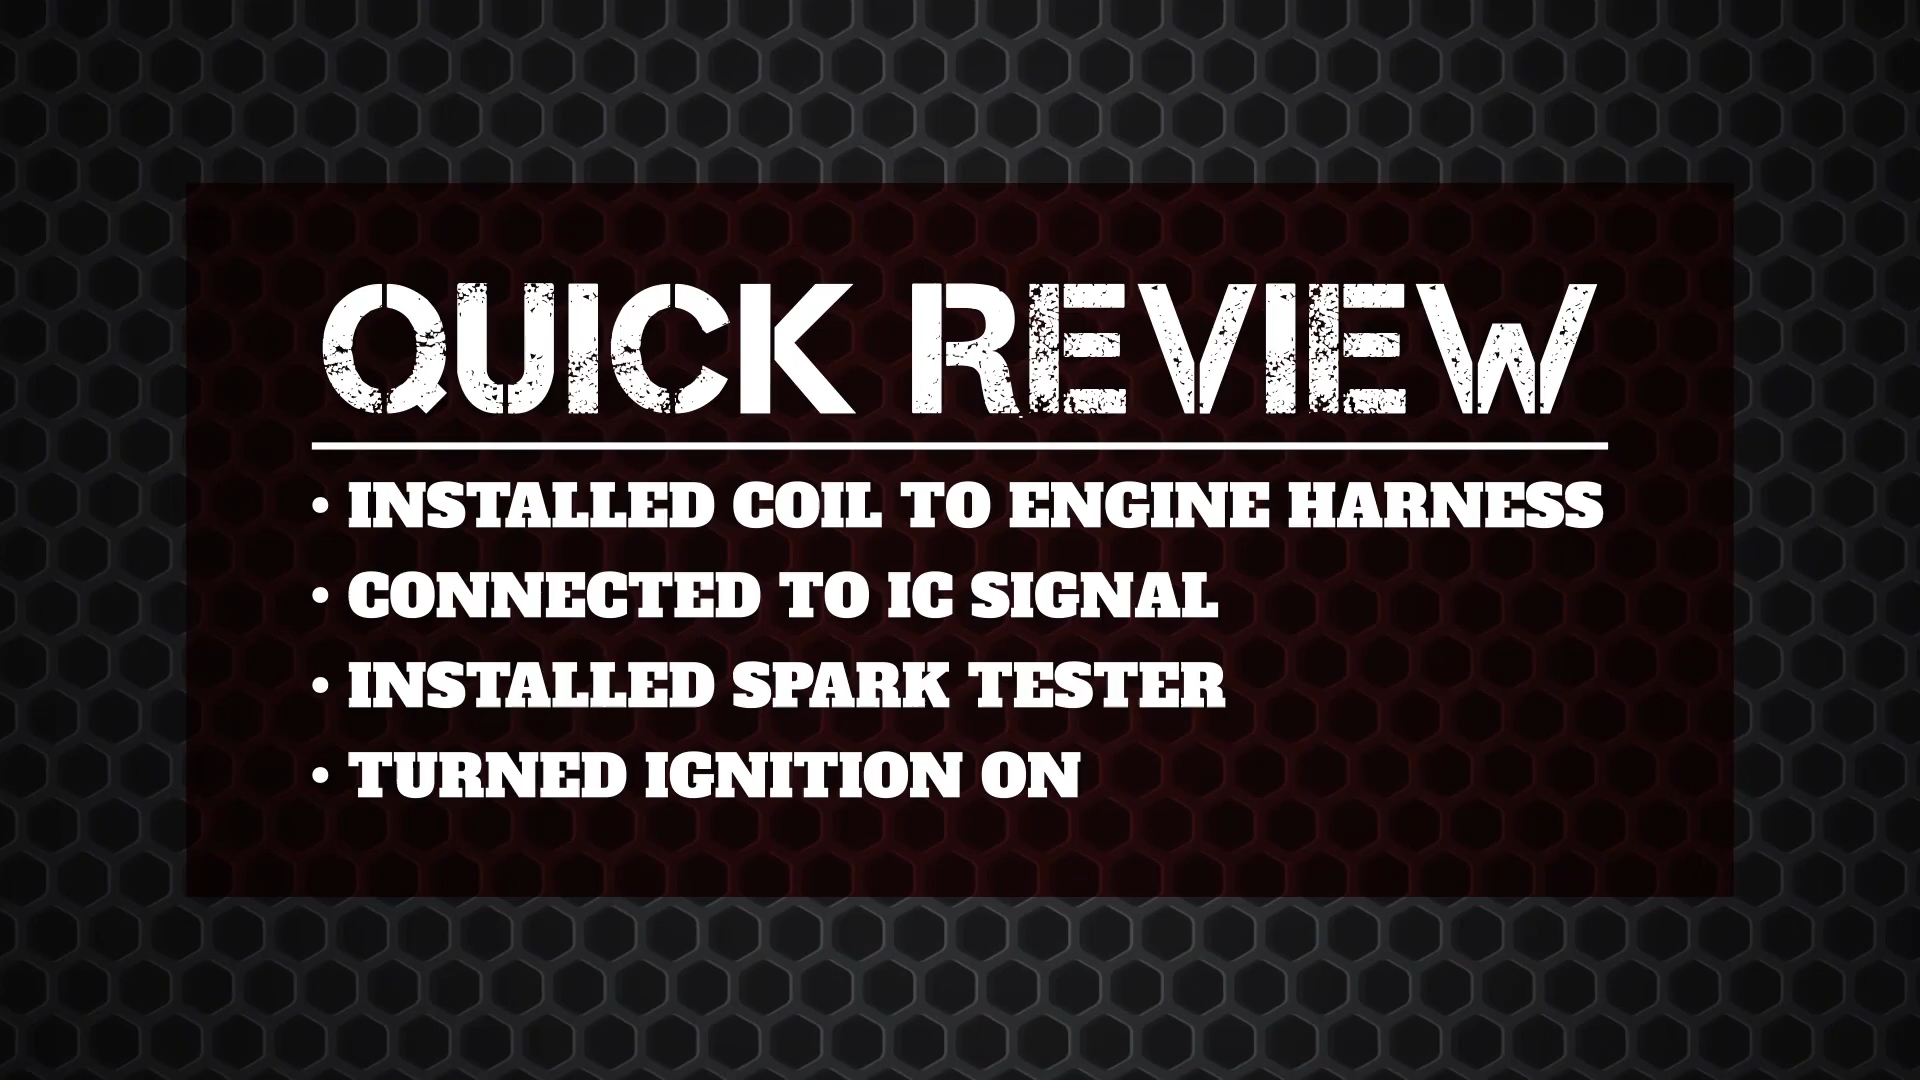 QUICK REVIEW
• INSTALLED COIL TO ENGINE HARNESS
• CONNECTED TO IC SIGNAL
• INSTALLED SPARK TESTER
• TURNED IGNITION ON